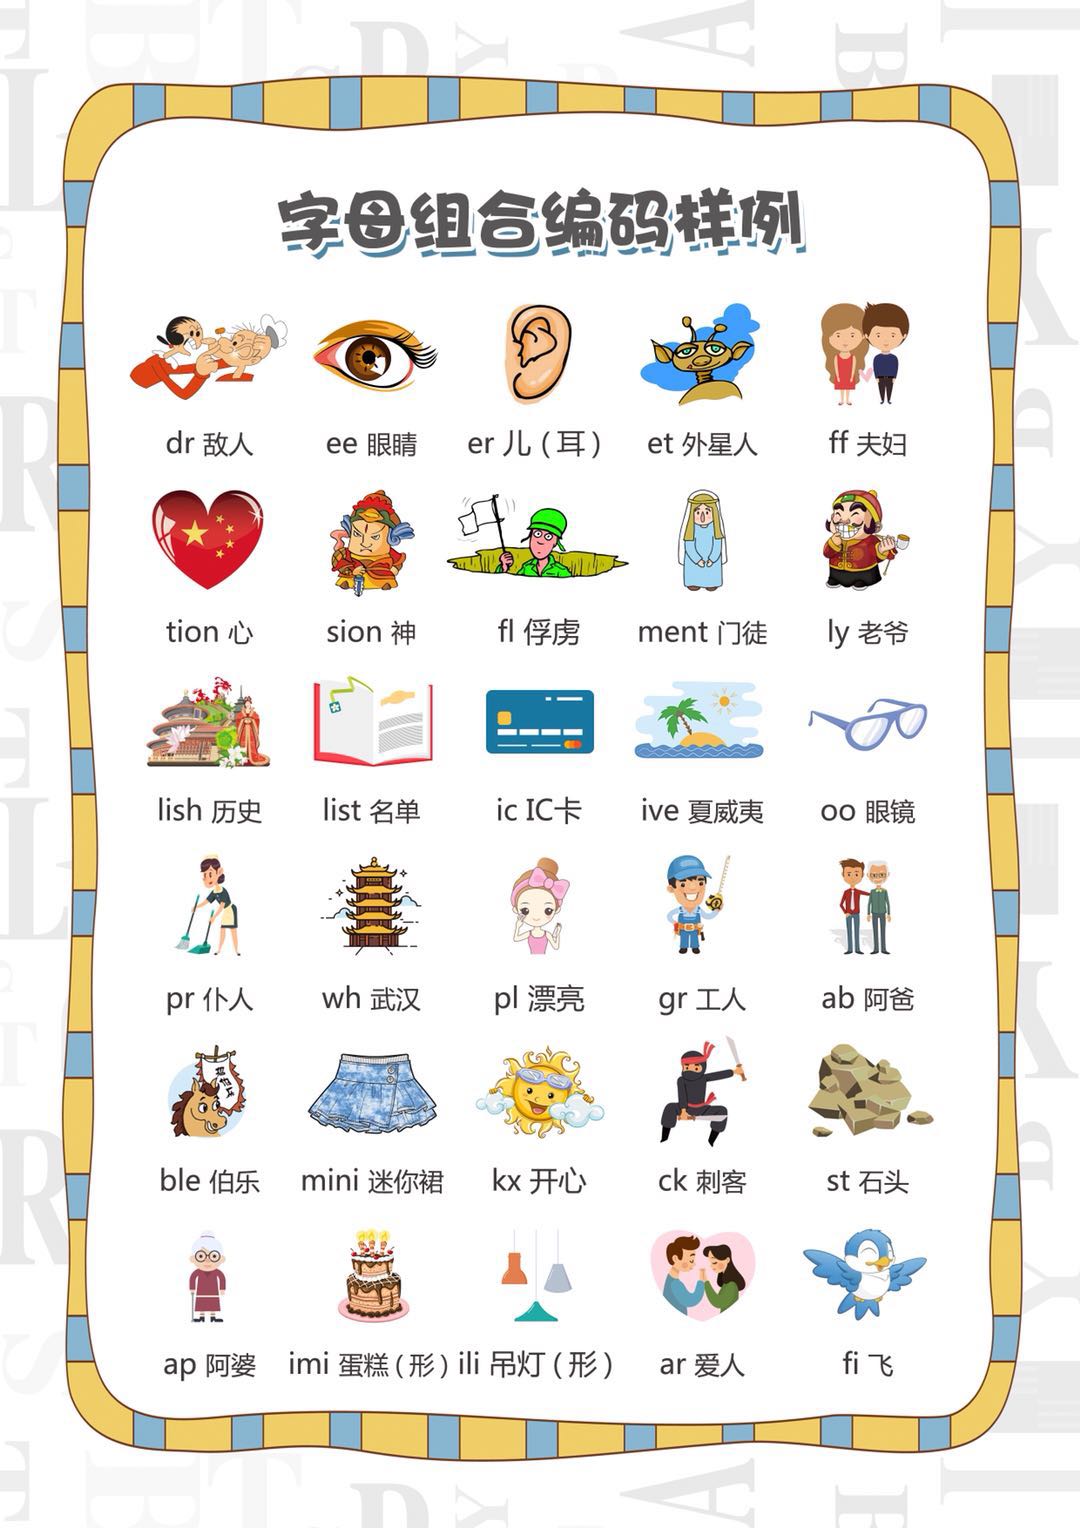 字母组合编码样例
dr 敌人 ee 眼睛 er 儿（耳） et 外星人 ff 夫妇
tion 心 sion 神 fl 俘虏 ment 门徒 ly 老爷
lish 历史 list 名单 ic IC卡 ive 夏威夷 oo 眼镜
pr 仆人 wh 武汉 pl 漂亮 gr 工人 ab 阿爸
ble 伯乐 mini 迷你裙 kx 开心 ck 刺客 st 石头
ap 阿婆 imi 蛋糕（形） ili 吊灯（形） ar 爱人 fi 飞